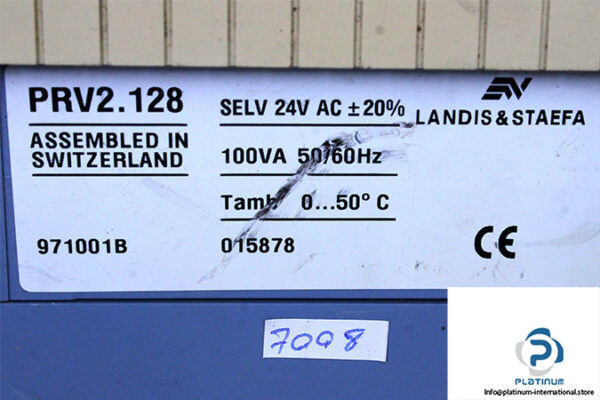 PRV2.128
ASSEMBLED IN
SWITZERLAND
971001B
SELV 24V AC ± 20%
100VA 50/60Hz
Tamb 0...50° C
015878
LANDIS & STAEFA
CE
7098
PLATINUM
Info@platinum-international.store